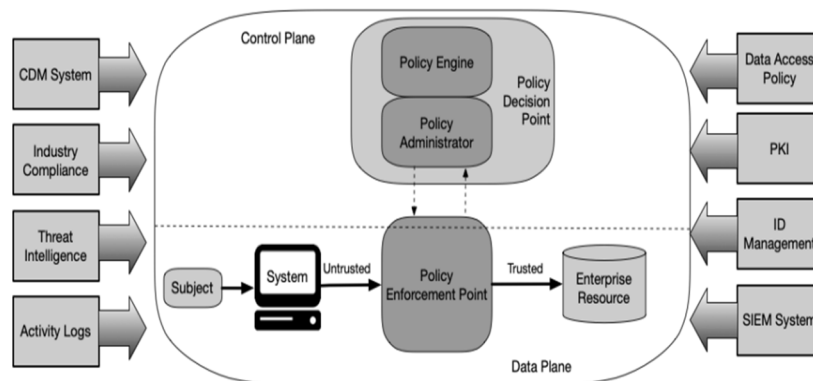 Control Plane
CDM System
Industry
Compliance
Threat
Intelligence
Activity Logs
Policy Engine
Policy
Administrator
Policy
Decision
Point
Subject
System
Untrusted
Policy
Enforcement Point
Trusted
Enterprise
Resource
Data Plane
Data Access
Policy
PKI
ID
Management
SIEM System